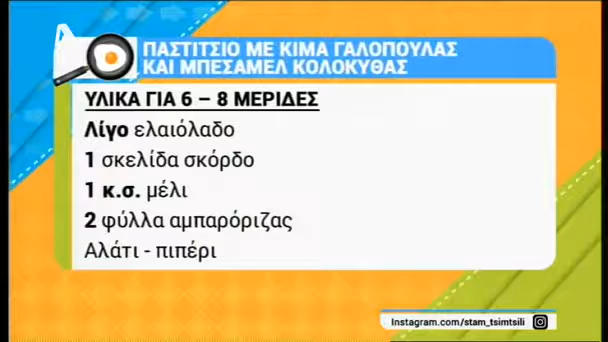 ΠΑΣΤΙΤΣΙΟ ΜΕ ΚΙΜΑ ΓΑΛΟΠΟΥΛΑΣ
ΚΑΙ ΜΠΕΣΑΜΕΛ ΚΟΛΟΚΥΘΑΣ
ΥΛΙΚΑ ΓΙΑ 6 – 8 ΜΕΡΙΔΕΣ
Λίγο ελαιόλαδο
1 σκελίδα σκόρδο
1 κ.σ. μέλι
2 φύλλα αμπαρόριζας
Αλάτι - πιπέρι
Instagram.com/stam_tsimtsili